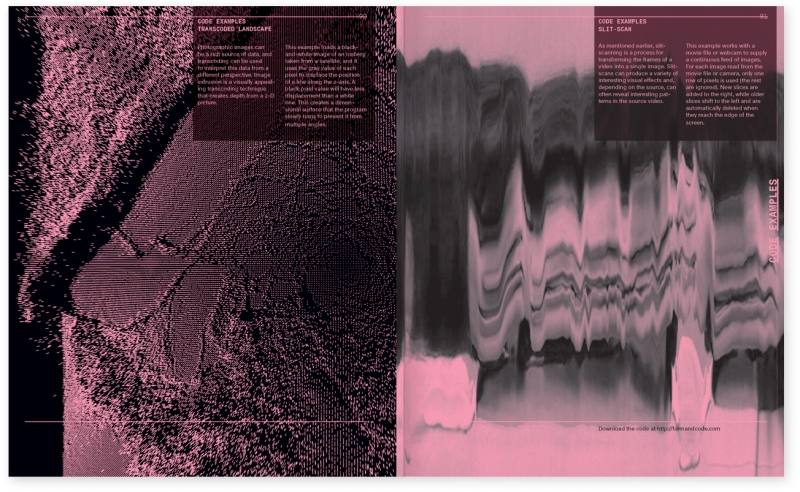 90
CODE EXAMPLES
TRANSCODED LANDSCAPE
Photographic images can
be a rich source of data, and
transcoding can be used
to interpret this data from a
different perspective. Image
extrusion is a visually appeal-
ing transcoding technique
that creates depth from a 2-D
picture.
This example loads a black-
and-white image of an iceberg
taken from a satellite, and it
uses the gray value of each
pixel to displace the position
of a line along the z-axis. A
black pixel value will have less
displacement than a white
one. This creates a dimen-
sional surface that the program
slowly turns to present it from
multiple angles.
91
CODE EXAMPLES
SLIT-SCAN
As mentioned earlier, slit-
scanning is a process for
transforming the frames of a
video into a single image. Slit-
scans can produce a variety of
interesting visual effects and,
depending on the source, can
often reveal interesting pat-
terns in the source video.
This example works with a
movie file or webcam to supply
a continuous feed of images.
For each image read from the
movie file or camera, only one
row of pixels is used (the rest
are ignored). New slices are
added to the right, while older
slices shift to the left and are
automatically deleted when
they reach the edge of the
screen.
CODE EXAMPLES
Download the code at http://formandcode.com